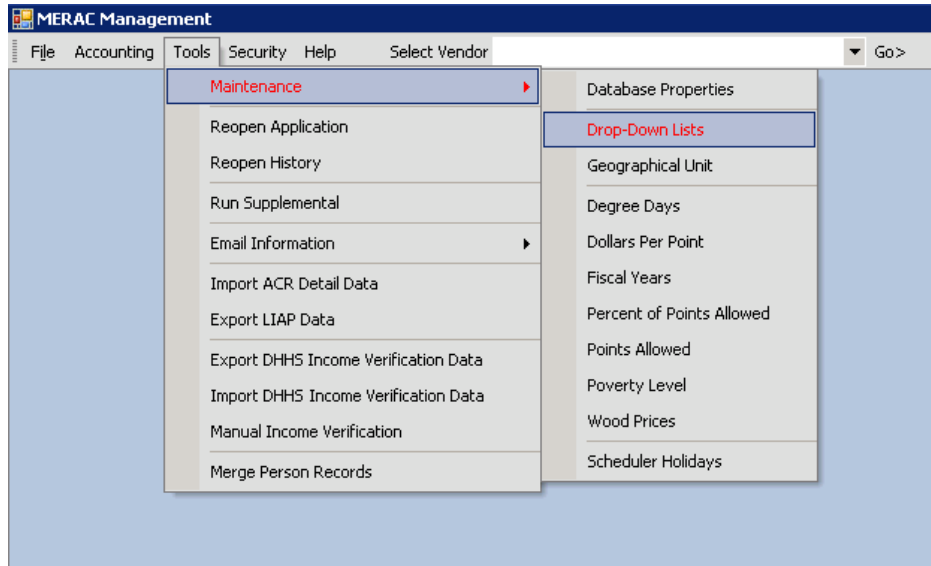 MERAC Management
File Accounting Tools Security Help Select Vendor Go>
Maintenance
Reopen Application
Reopen History
Run Supplemental
Email Information
Import ACR Detail Data
Export LIAP Data
Export DHHS Income Verification Data
Import DHHS Income Verification Data
Manual Income Verification
Merge Person Records
Database Properties
Drop-Down Lists
Geographical Unit
Degree Days
Dollars Per Point
Fiscal Years
Percent of Points Allowed
Points Allowed
Poverty Level
Wood Prices
Scheduler Holidays